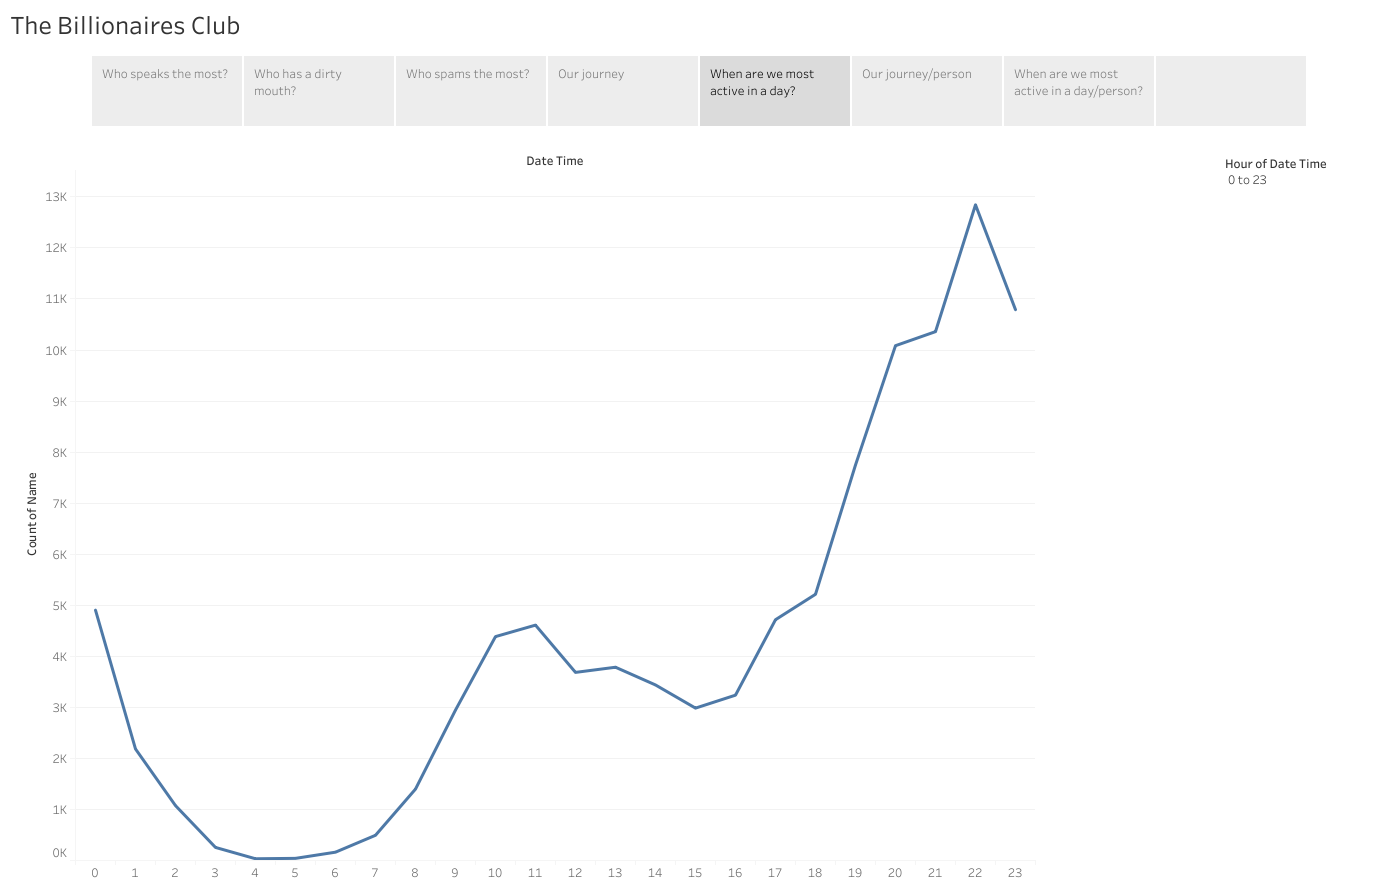 The Billionaires Club
Who speaks the most?
Who has a dirty
mouth?
Who spams the most?
Our journey
When are we most
active in a day?
Our journey/person
When are we most
active in a day/person?
Date Time
Hour of Date Time
0 to 23
13K
12K
11K
10K
9K
8K
7K
6K
5K
4K
3K
2K
1K
0K
Count of Name
0 1 2 3 4 5 6 7 8 9 10 11 12 13 14 15 16 17 18 19 20 21 22 23